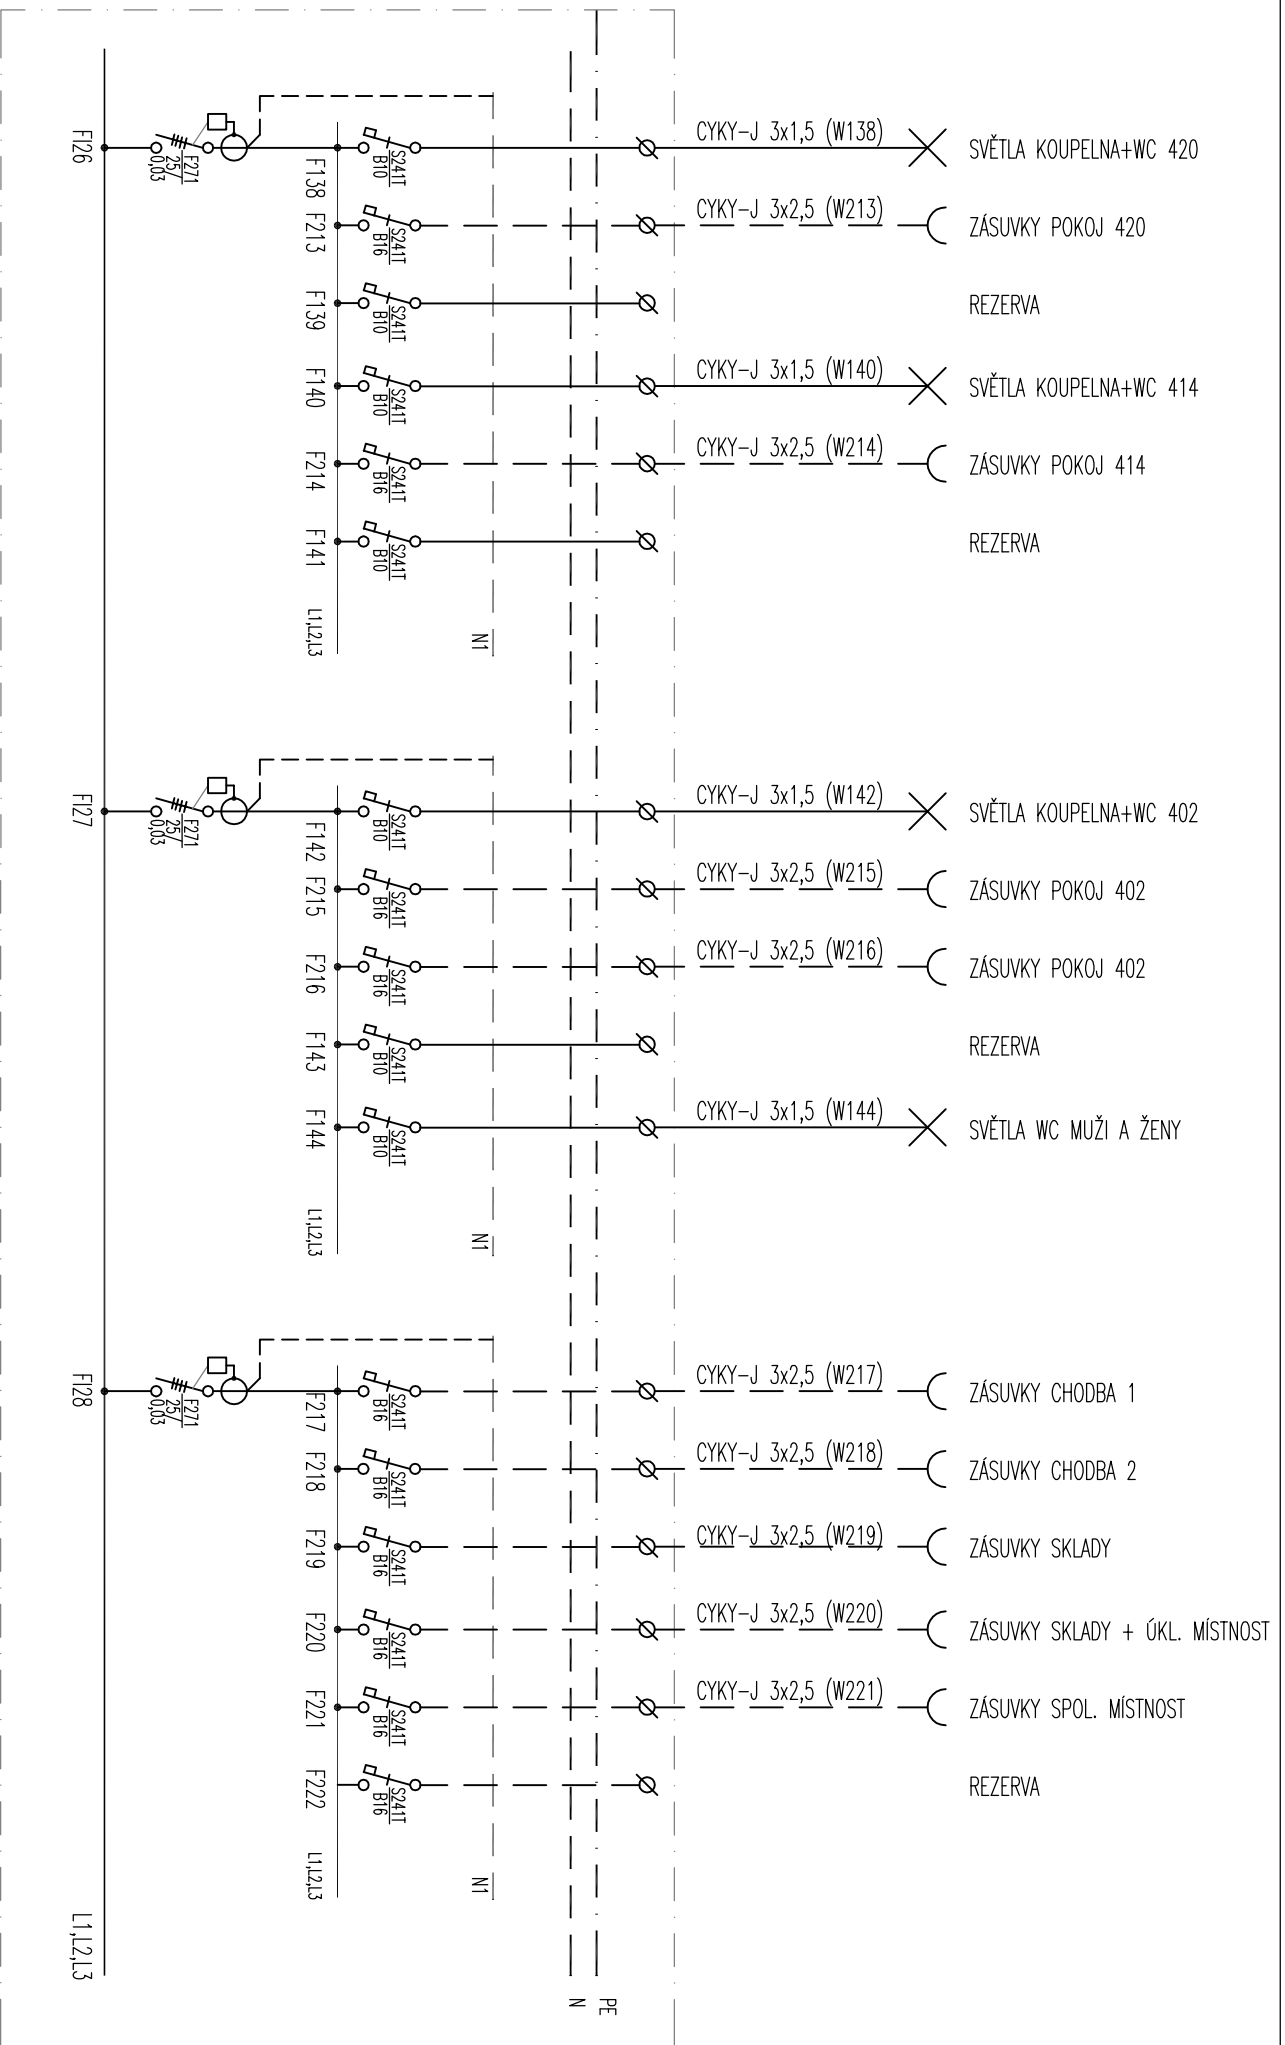 FI26
F271
25/
0,03
F138
S241T
B10
CYKY-J 3x1,5 (W138)
SVĚTLA KOUPELNA+WC 420
F213
S241T
B16
CYKY-J 3x2,5 (W213)
ZÁSUVKY POKOJ 420
F139
S241T
B10
REZERVA
F140
S241T
B10
CYKY-J 3x1,5 (W140)
SVĚTLA KOUPELNA+WC 414
F214
S241T
B16
CYKY-J 3x2,5 (W214)
ZÁSUVKY POKOJ 414
F141
S241T
B10
REZERVA
L1,L2,L3
N1
FI27
F271
25/
0,03
F142
S241T
B10
CYKY-J 3x1,5 (W142)
SVĚTLA KOUPELNA+WC 402
F215
S241T
B16
CYKY-J 3x2,5 (W215)
ZÁSUVKY POKOJ 402
F216
S241T
B16
CYKY-J 3x2,5 (W216)
ZÁSUVKY POKOJ 402
F143
S241T
B10
REZERVA
F144
S241T
B10
CYKY-J 3x1,5 (W144)
SVĚTLA WC MUŽI A ŽENY
L1,L2,L3
N1
FI28
F271
25/
0,03
F217
S241T
B16
CYKY-J 3x2,5 (W217)
ZÁSUVKY CHODBA 1
F218
S241T
B16
CYKY-J 3x2,5 (W218)
ZÁSUVKY CHODBA 2
F219
S241T
B16
CYKY-J 3x2,5 (W219)
ZÁSUVKY SKLADY
F220
S241T
B16
CYKY-J 3x2,5 (W220)
ZÁSUVKY SKLADY + ÚKL. MÍSTNOST
F221
S241T
B16
CYKY-J 3x2,5 (W221)
ZÁSUVKY SPOL. MÍSTNOST
F222
S241T
B16
REZERVA
L1,L2,L3
N1
L1,L2,L3
N
PE